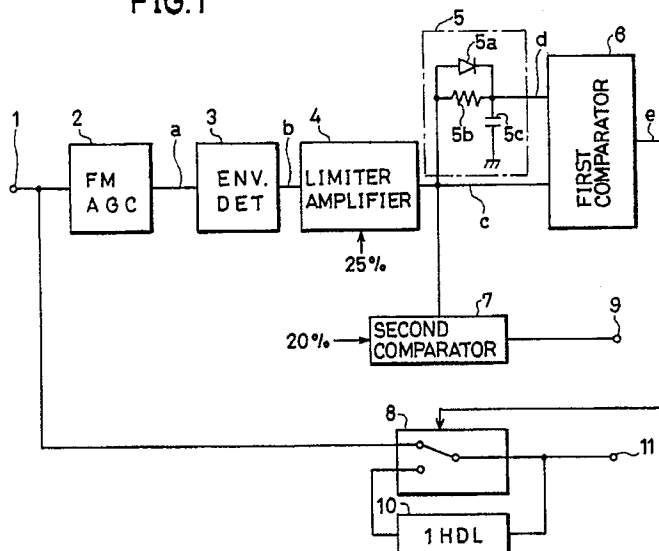 FIG.1
5
5a
6
d
1
2
a
3
b
4
5b
5c
e
FM
AGC
ENV.
DET
LIMITER
AMPLIFIER
FIRST
COMPARATOR
c
25%
7
9
20%
SECOND
COMPARATOR
8
11
10
1HDL